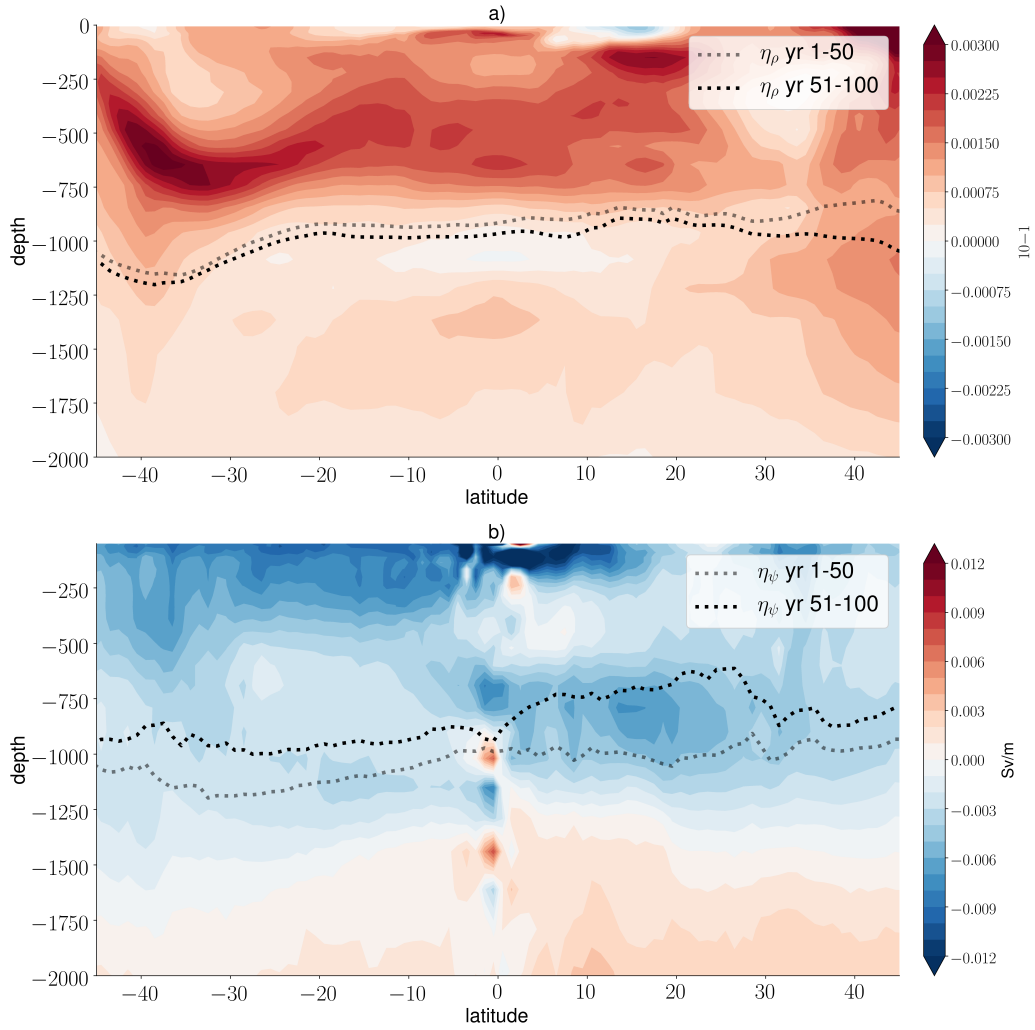 a)
0
−250
−500
−750
−1000
−1250
−1500
−1750
−2000
depth
−40 −30 −20 −10 0 10 20 30 40
latitude
η_ρ yr 1-50
η_ρ yr 51-100
0.00300
0.00225
0.00150
0.00075
0.00000
−0.00075
−0.00150
−0.00225
−0.00300
10−1
b)
−250
−500
−750
−1000
−1250
−1500
−1750
−2000
depth
−40 −30 −20 −10 0 10 20 30 40
latitude
η_ψ yr 1-50
η_ψ yr 51-100
0.012
0.009
0.006
0.003
0.000
−0.003
−0.006
−0.009
−0.012
Sv/m